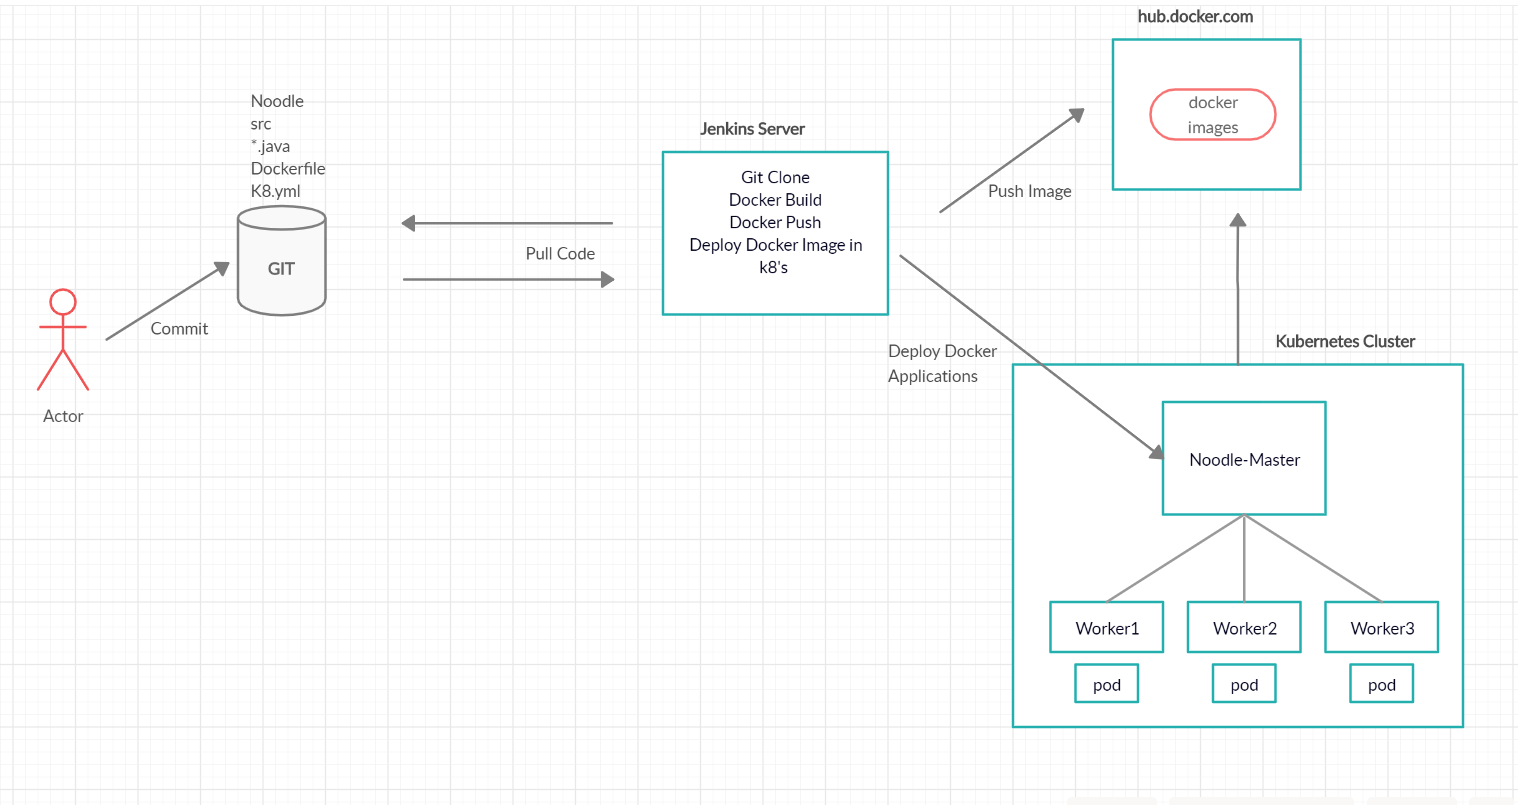 hub.docker.com
docker
images
Noodle
src
*.java
Dockerfile
K8.yml
GIT
Commit
Actor
Pull Code
Jenkins Server
Git Clone
Docker Build
Docker Push
Deploy Docker Image in
k8's
Push Image
Deploy Docker
Applications
Kubernetes Cluster
Noodle-Master
Worker1
Worker2
Worker3
pod
pod
pod